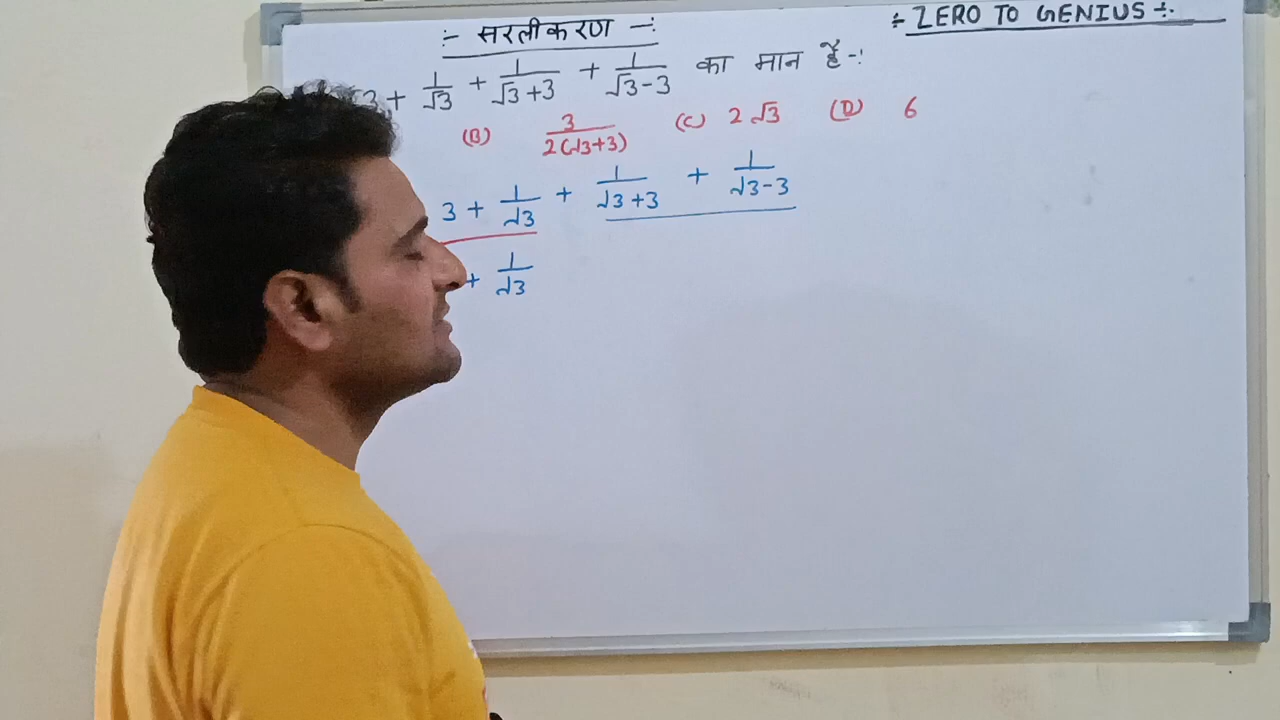 :- सरलीकरण -:
÷ ZERO TO GENIUS ÷
3 + 1/√3 + 1/(√3+3) + 1/(√3-3) का मान है -:
(B) 3/2(√3+3) (C) 2√3 (D) 6
3 + 1/√3 + 1/(√3+3) + 1/(√3-3)
+ 1/√3